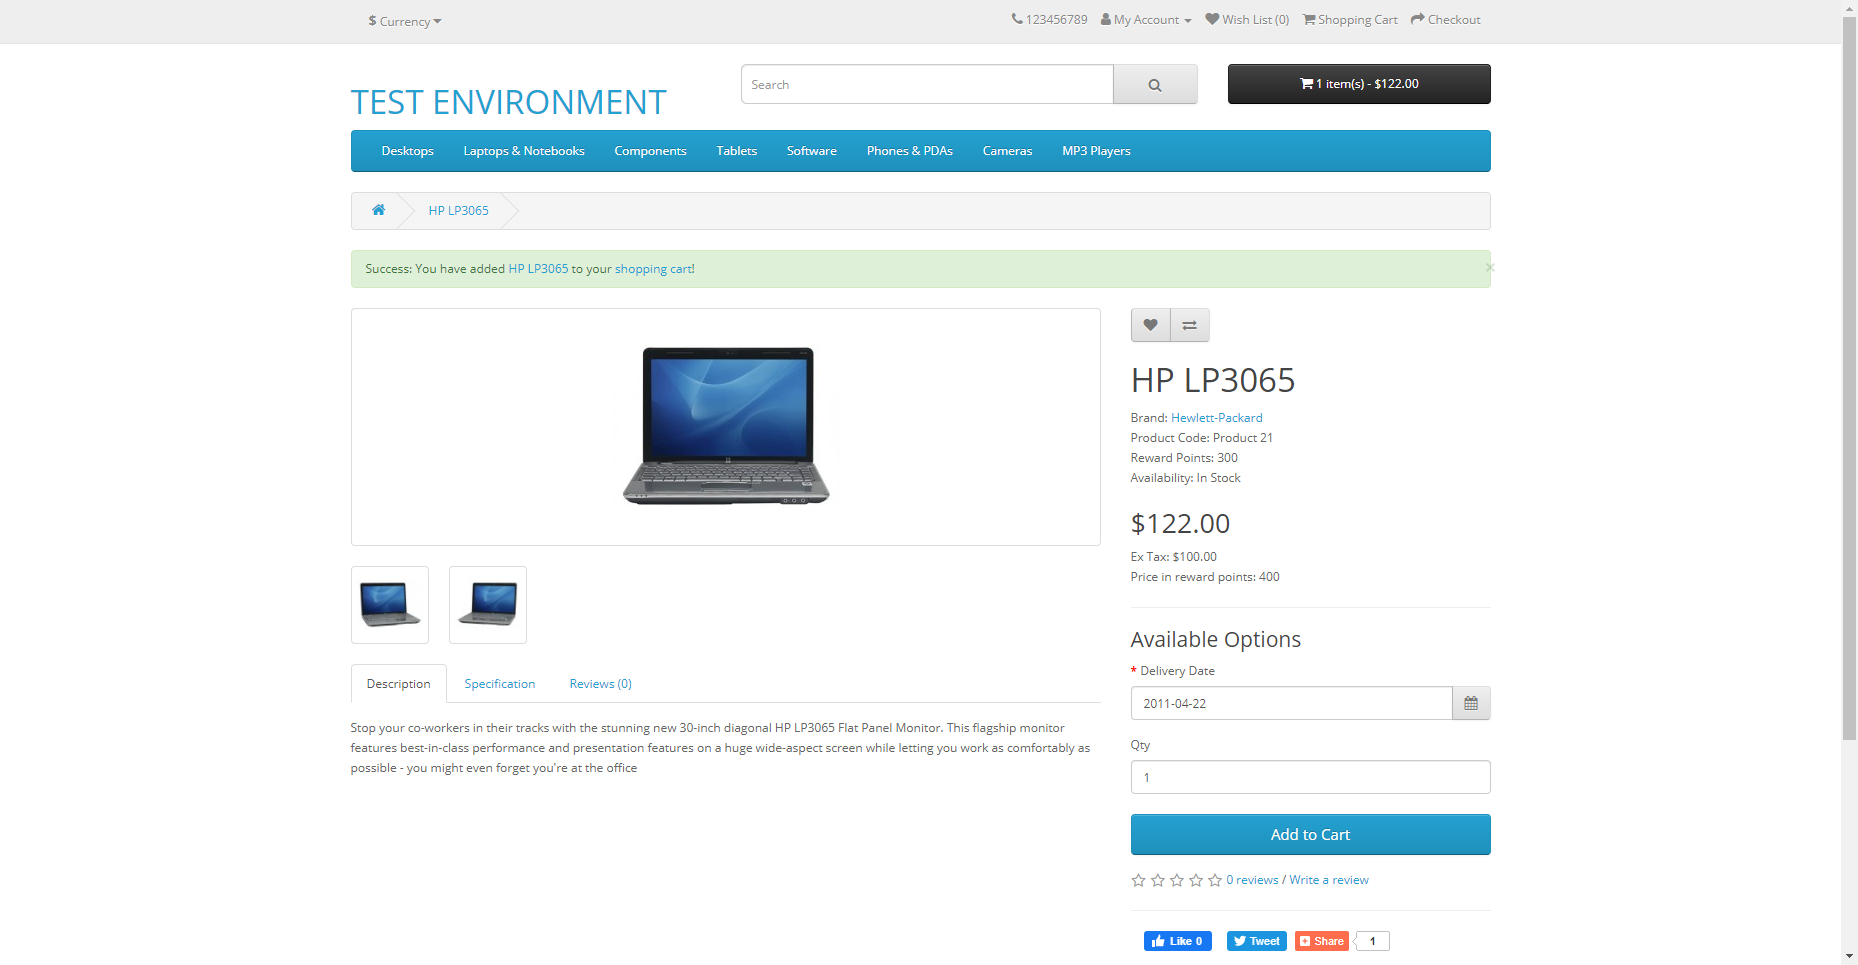 $ Currency
123456789 My Account Wish List (0) Shopping Cart Checkout
TEST ENVIRONMENT
Search
1 item(s) - $122.00
Desktops Laptops & Notebooks Components Tablets Software Phones & PDAs Cameras MP3 Players
HP LP3065
Success: You have added HP LP3065 to your shopping cart!
×
HP LP3065
Brand: Hewlett-Packard
Product Code: Product 21
Reward Points: 300
Availability: In Stock
$122.00
Ex Tax: $100.00
Price in reward points: 400
Available Options
* Delivery Date
2011-04-22
Qty
1
Add to Cart
0 reviews / Write a review
Like 0 Tweet Share 1
Description Specification Reviews (0)
Stop your co-workers in their tracks with the stunning new 30-inch diagonal HP LP3065 Flat Panel Monitor. This flagship monitor
features best-in-class performance and presentation features on a huge wide-aspect screen while letting you work as comfortably as
possible - you might even forget you're at the office